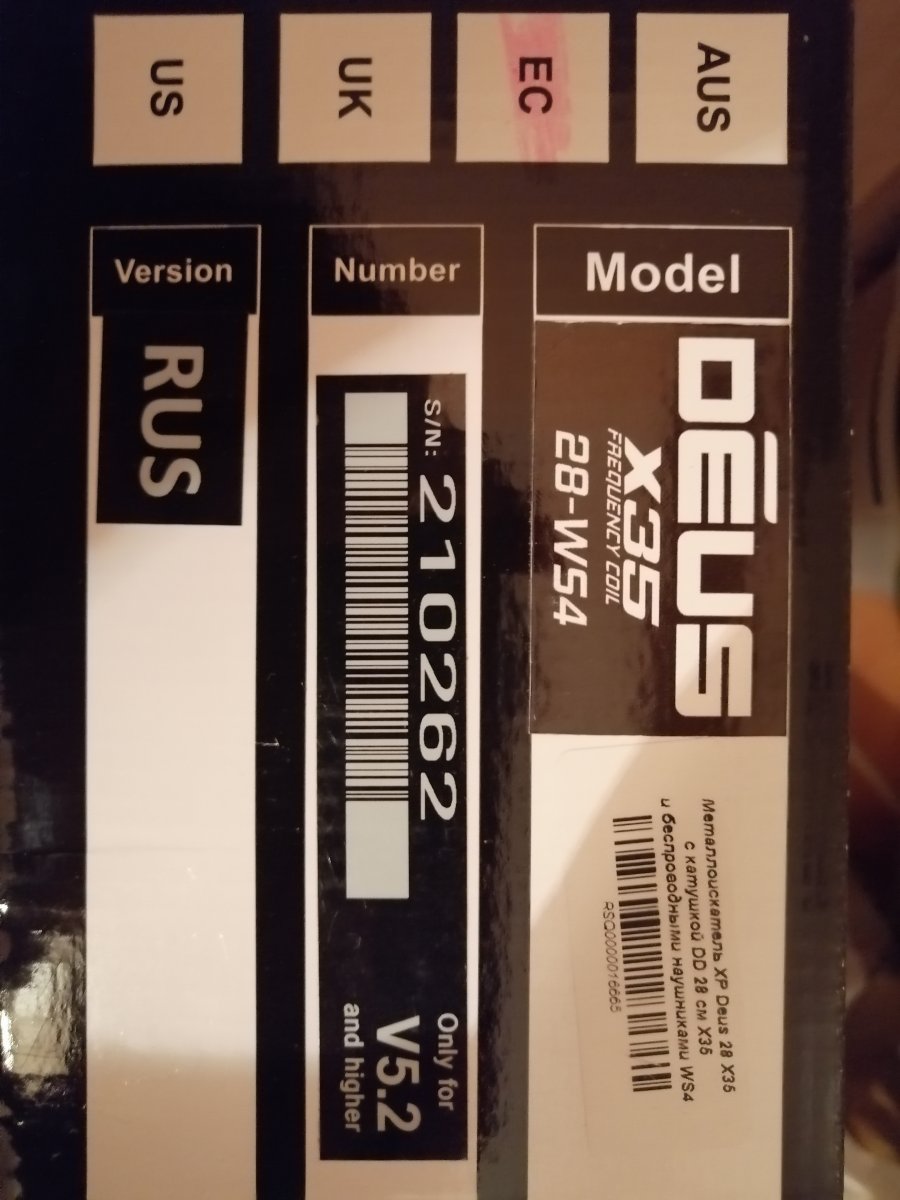 AUS
EC
UK
US
Model
DĒUS
X35
FREQUENCY COIL
28-WS4
Металлоискатель XP Deus 28 X35
с катушкой DD 28 см X35
и беспроводными наушниками WS4
RSQ0000016665
Number
S/N: 210262
Only for
V5.2
and higher
Version
RUS